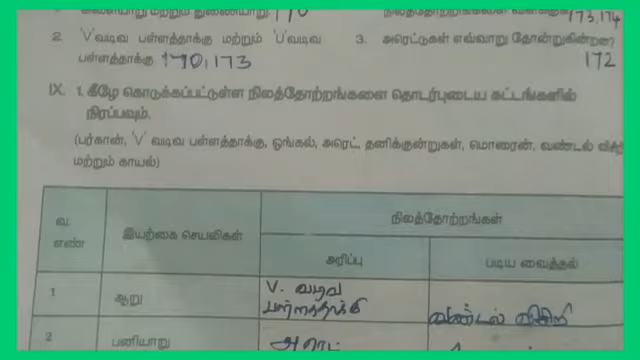 கிளையாறு மற்றும் துணையாறு 170
173,174
2. 'V'வடிவ பள்ளத்தாக்கு மற்றும் 'U'வடிவ
பள்ளத்தாக்கு 170,173
3. அரெட்டுகள் எவ்வாறு தோன்றுகின்றன?
172
IX. 1. கீழே கொடுக்கப்பட்டுள்ள நிலத்தோற்றங்களை தொடர்புடைய கட்டங்களில்
நிரப்பவும்.
(பர்கான், 'V' வடிவ பள்ளத்தாக்கு, ஓங்கல், அரெட், தனிக்குன்றுகள், மொரைன், வண்டல்
மற்றும் காயல்)
வ.
எண்
இயற்கை செயலிகள்
நிலத்தோற்றங்கள்
அரிப்பு
படிய வைத்தல்
1
ஆறு
V. வடிவ
பள்ளத்தாக்கு
வண்டல் விசிறி
2
பனியாறு
அரெட்